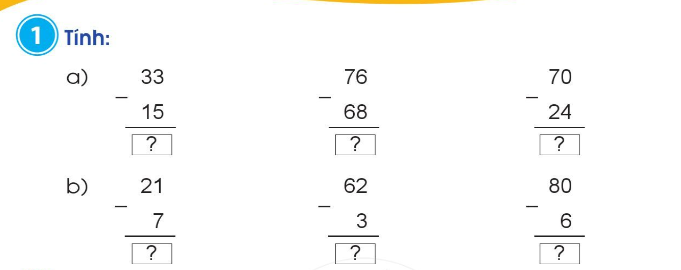 1 Tính:
a) 33 76 70
− − −
15 68 24
? ? ?
b) 21 62 80
− − −
7 3 6
? ? ?